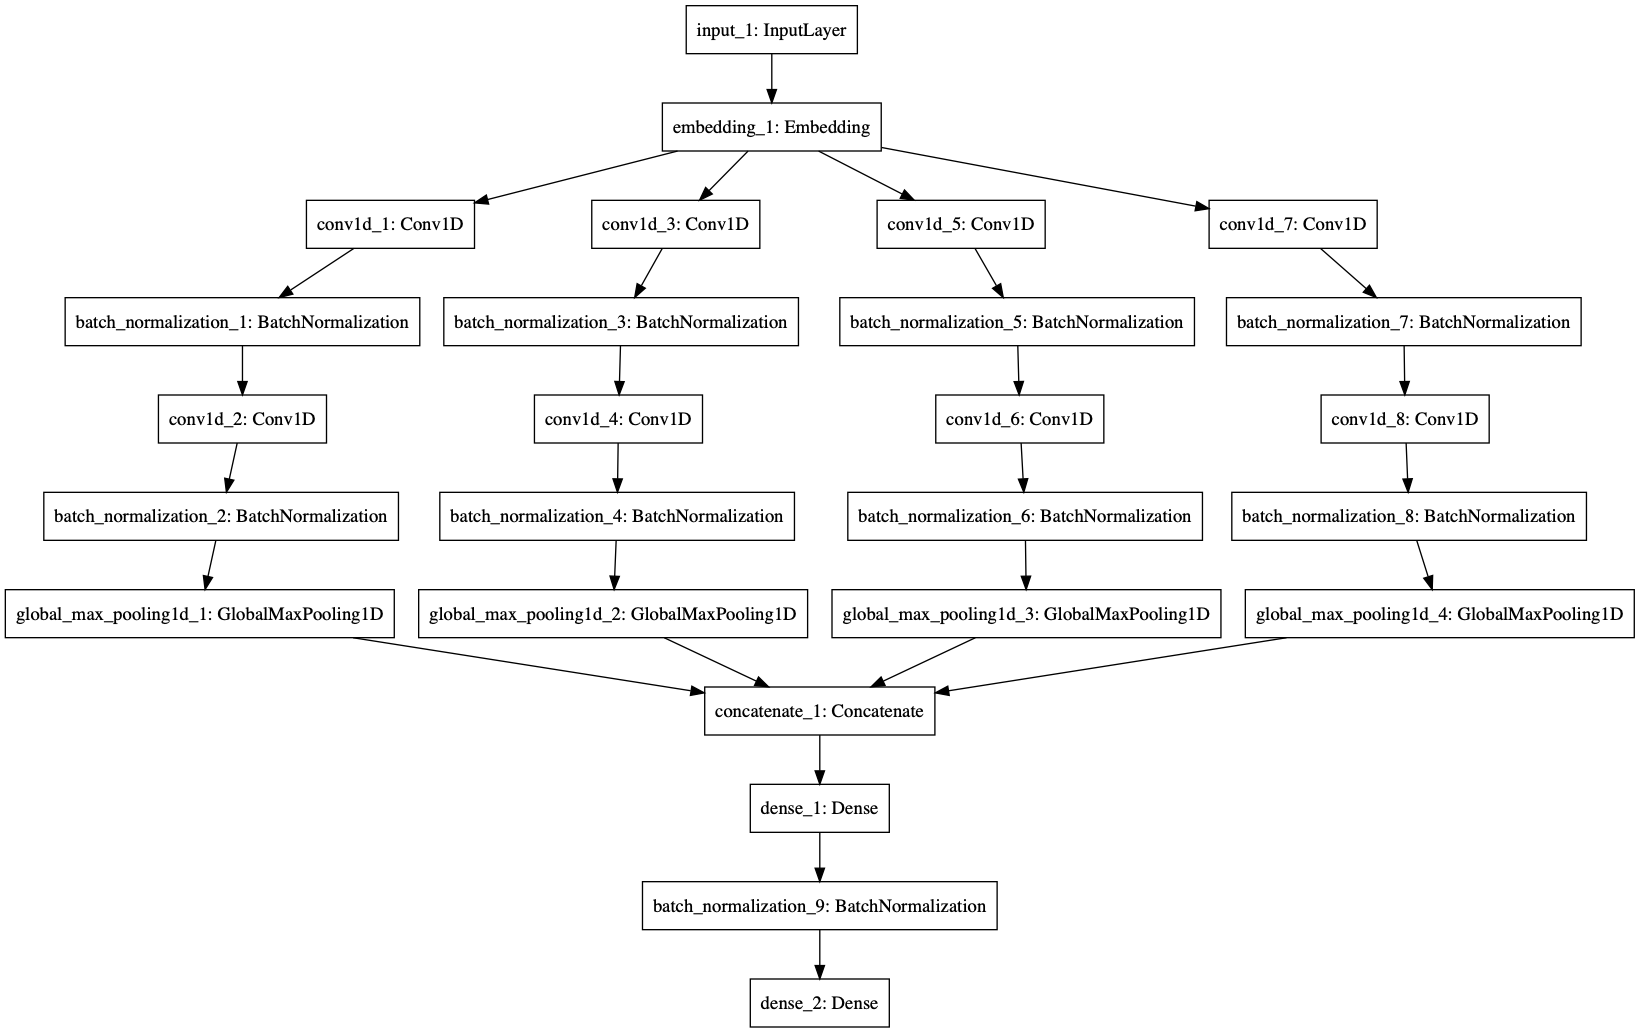 input_1: InputLayer
embedding_1: Embedding
conv1d_1: Conv1D
conv1d_3: Conv1D
conv1d_5: Conv1D
conv1d_7: Conv1D
batch_normalization_1: BatchNormalization
batch_normalization_3: BatchNormalization
batch_normalization_5: BatchNormalization
batch_normalization_7: BatchNormalization
conv1d_2: Conv1D
conv1d_4: Conv1D
conv1d_6: Conv1D
conv1d_8: Conv1D
batch_normalization_2: BatchNormalization
batch_normalization_4: BatchNormalization
batch_normalization_6: BatchNormalization
batch_normalization_8: BatchNormalization
global_max_pooling1d_1: GlobalMaxPooling1D
global_max_pooling1d_2: GlobalMaxPooling1D
global_max_pooling1d_3: GlobalMaxPooling1D
global_max_pooling1d_4: GlobalMaxPooling1D
concatenate_1: Concatenate
dense_1: Dense
batch_normalization_9: BatchNormalization
dense_2: Dense